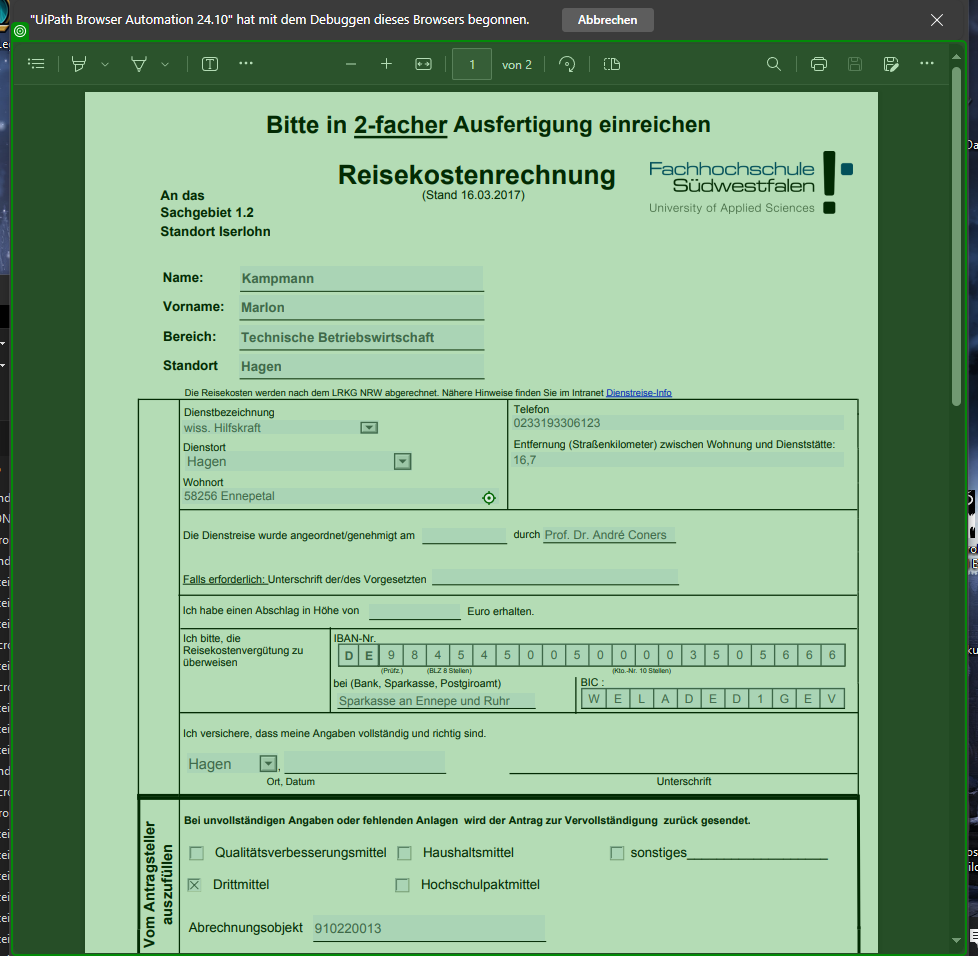 "UiPath Browser Automation 24.10" hat mit dem Debuggen dieses Browsers begonnen.
Abbrechen
1 von 2
Bitte in 2-facher Ausfertigung einreichen
Reisekostenrechnung
(Stand 16.03.2017)
Fachhochschule
Südwestfalen
University of Applied Sciences
An das
Sachgebiet 1.2
Standort Iserlohn
Name: Kampmann
Vorname: Marlon
Bereich: Technische Betriebswirtschaft
Standort Hagen
Die Reisekosten werden nach dem LRKG NRW abgerechnet. Nähere Hinweise finden Sie im Intranet Dienstreise-Info
Dienstbezeichnung
wiss. Hilfskraft
Dienstort
Hagen
Wohnort
58256 Ennepetal
Telefon
0233193306123
Entfernung (Straßenkilometer) zwischen Wohnung und Dienststätte:
16,7
Die Dienstreise wurde angeordnet/genehmigt am durch Prof. Dr. André Coners
Falls erforderlich: Unterschrift der/des Vorgesetzten
Ich habe einen Abschlag in Höhe von Euro erhalten.
Ich bitte, die
Reisekostenvergütung zu
überweisen
IBAN-Nr.
D E 9 8 4 5 4 5 0 0 5 0 0 0 0 3 5 0 5 6 6 6
(Prüfz.) (BLZ 8 Stellen) (Kto.-Nr. 10 Stellen)
bei (Bank, Sparkasse, Postgiroamt)
Sparkasse an Ennepe und Ruhr
BIC :
W E L A D E D 1 G E V
Ich versichere, dass meine Angaben vollständig und richtig sind.
Hagen ,
Ort, Datum
Unterschrift
Vom Antragsteller
auszufüllen
Bei unvollständigen Angaben oder fehlenden Anlagen wird der Antrag zur Vervollständigung zurück gesendet.
Qualitätsverbesserungsmittel Haushaltsmittel sonstiges
Drittmittel Hochschulpaktmittel
Abrechnungsobjekt 910220013